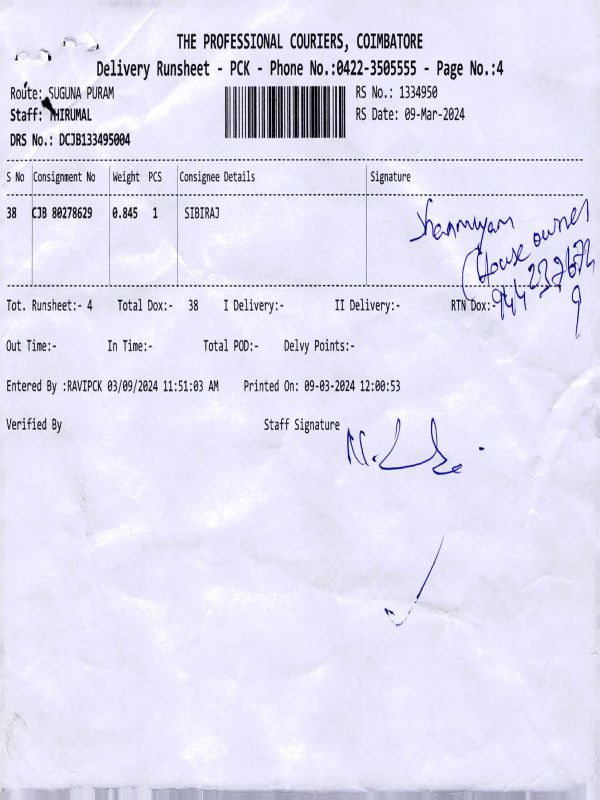 THE PROFESSIONAL COURIERS, COIMBATORE
Delivery Runsheet - PCK - Phone No.:0422-3505555 - Page No.:4
Route: SUGUNA PURAM
RS No.: 1334950
Staff: THIRUMAL
RS Date: 09-Mar-2024
DRS No.: DCJB133495004
S No Consignment No Weight PCS Consignee Details Signature
38 CJB 80278629 0.845 1 SIBIRAJ
(House owner
Tot. Runsheet:- 4 Total Dox:- 38 I Delivery:- II Delivery:- RTN Dox:-
Out Time:- In Time:- Total POD:- Delvy Points:-
Entered By :RAVIPCK 03/09/2024 11:51:03 AM Printed On: 09-03-2024 12:00:53
Verified By Staff Signature